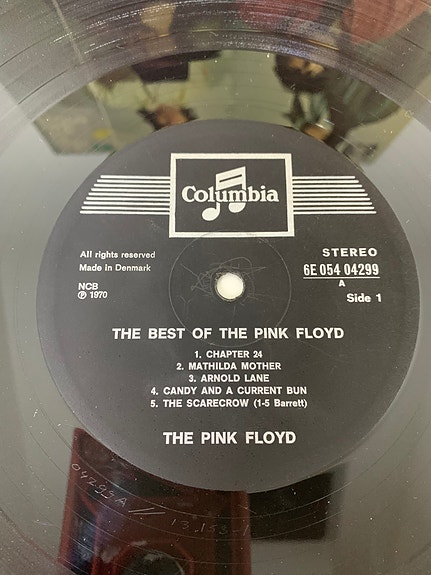 Columbia
All rights reserved
Made in Denmark
NCB
℗ 1970
STEREO
6E 054 04299
A
Side 1
THE BEST OF THE PINK FLOYD
1. CHAPTER 24
2. MATHILDA MOTHER
3. ARNOLD LANE
4. CANDY AND A CURRENT BUN
5. THE SCARECROW (1-5 Barrett)
THE PINK FLOYD
04299A